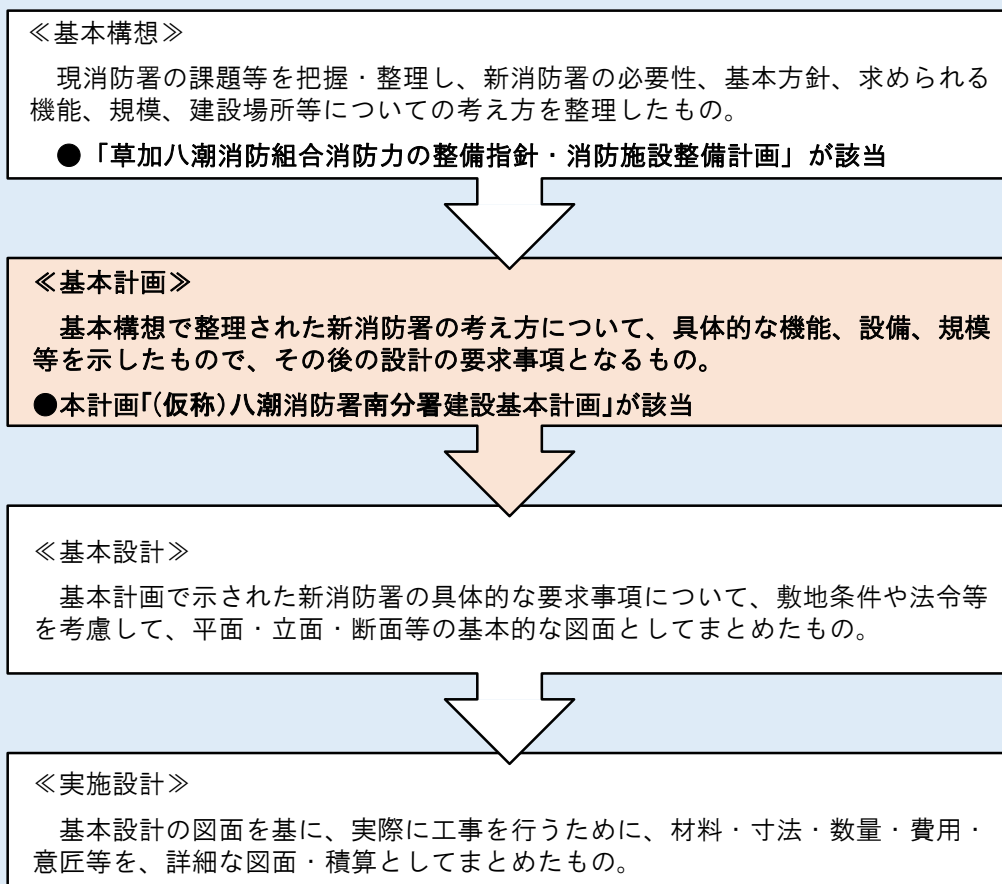 ≪基本構想≫
現消防署の課題等を把握・整理し、新消防署の必要性、基本方針、求められる
機能、規模、建設場所等についての考え方を整理したもの。
●「草加八潮消防組合消防力の整備指針・消防施設整備計画」が該当
≪基本計画≫
基本構想で整理された新消防署の考え方について、具体的な機能、設備、規模
等を示したもので、その後の設計の要求事項となるもの。
●本計画｢(仮称)八潮消防署南分署建設基本計画｣が該当
≪基本設計≫
基本計画で示された新消防署の具体的な要求事項について、敷地条件や法令等
を考慮して、平面・立面・断面等の基本的な図面としてまとめたもの。
≪実施設計≫
基本設計の図面を基に、実際に工事を行うために、材料・寸法・数量・費用・
意匠等を、詳細な図面・積算としてまとめたもの。